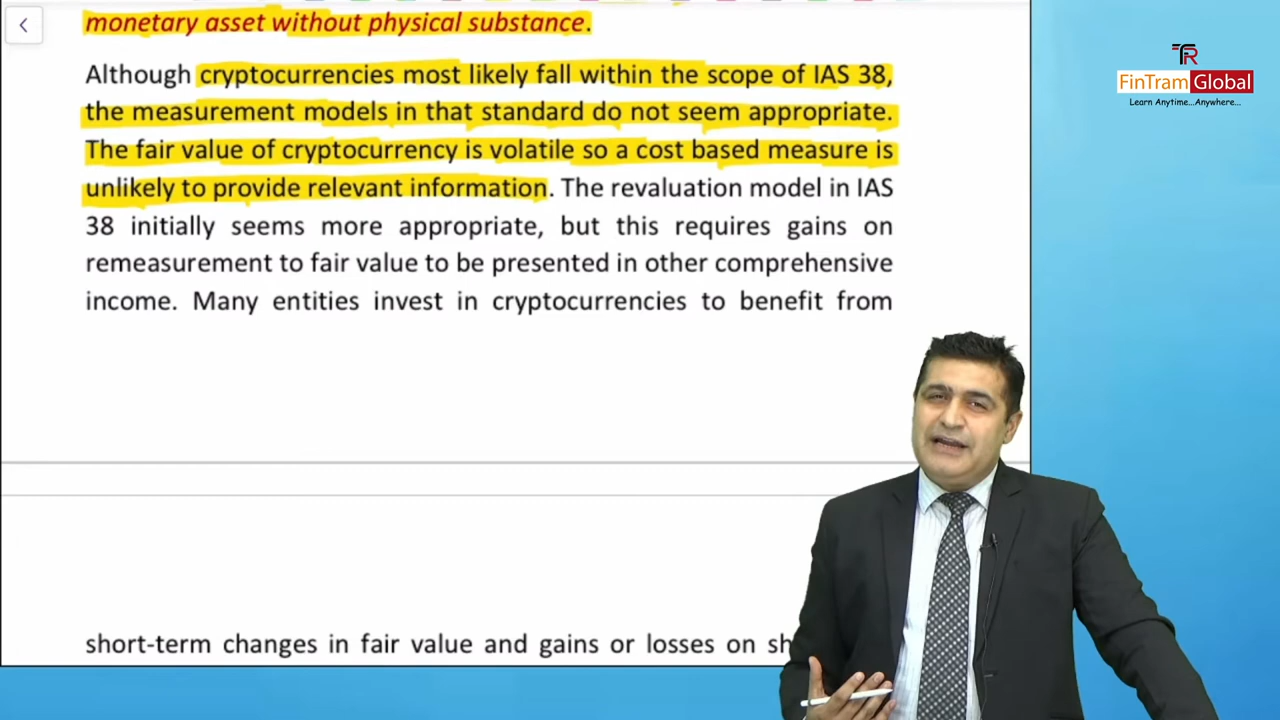 monetary asset without physical substance.
FR
FinTram Global
Learn Anytime...Anywhere...
Although cryptocurrencies most likely fall within the scope of IAS 38,
the measurement models in that standard do not seem appropriate.
The fair value of cryptocurrency is volatile so a cost based measure is
unlikely to provide relevant information. The revaluation model in IAS
38 initially seems more appropriate, but this requires gains on
remeasurement to fair value to be presented in other comprehensive
income. Many entities invest in cryptocurrencies to benefit from
short-term changes in fair value and gains or losses on